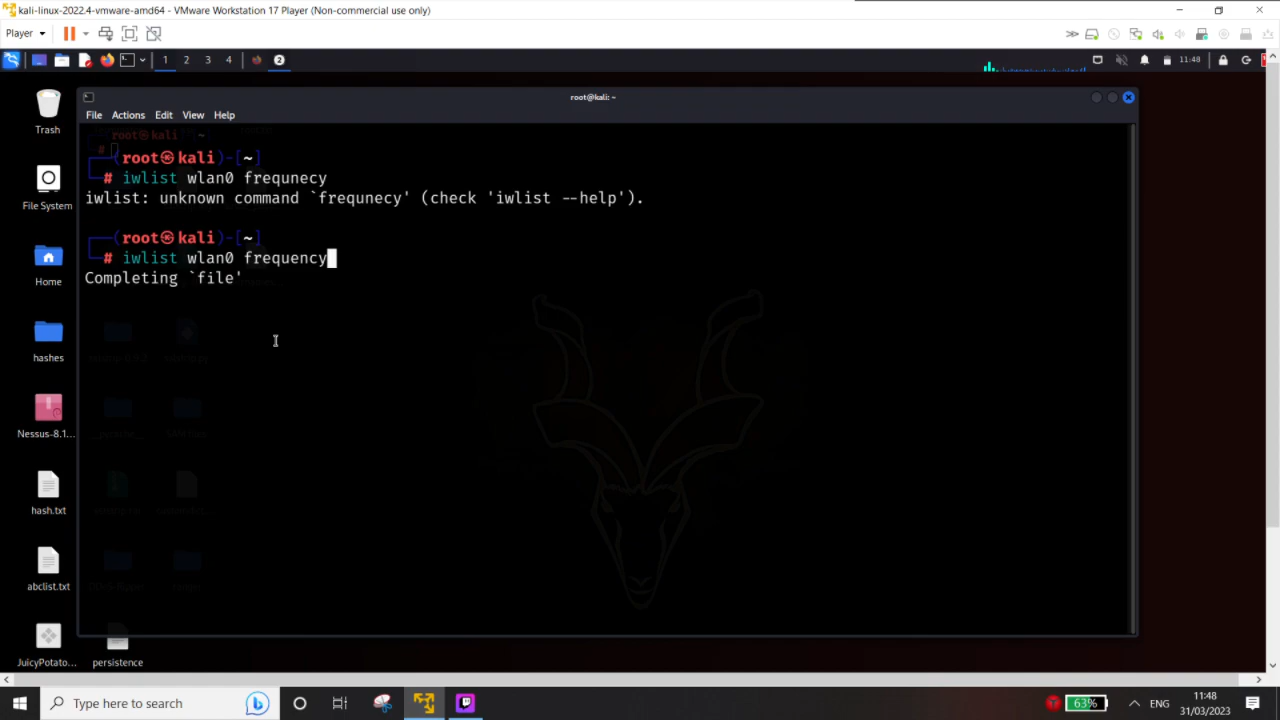 kali-linux-2022.4-vmware-amd64 - VMware Workstation 17 Player (Non-commercial use only)
Player
1 2 3 4 2 11:48
root@kali: ~
File Actions Edit View Help
root㉿kali ~
#
┌──(root㉿kali)-[~]
└─# iwlist wlan0 frequnecy
iwlist: unknown command `frequnecy' (check 'iwlist --help').
┌──(root㉿kali)-[~]
└─# iwlist wlan0 frequency
Completing `file'
Trash
File System
Home
hashes
Nessus-8.1...
hash.txt
abclist.txt
JuicyPotato...
persistence
Type here to search
63%
ENG
11:48
31/03/2023